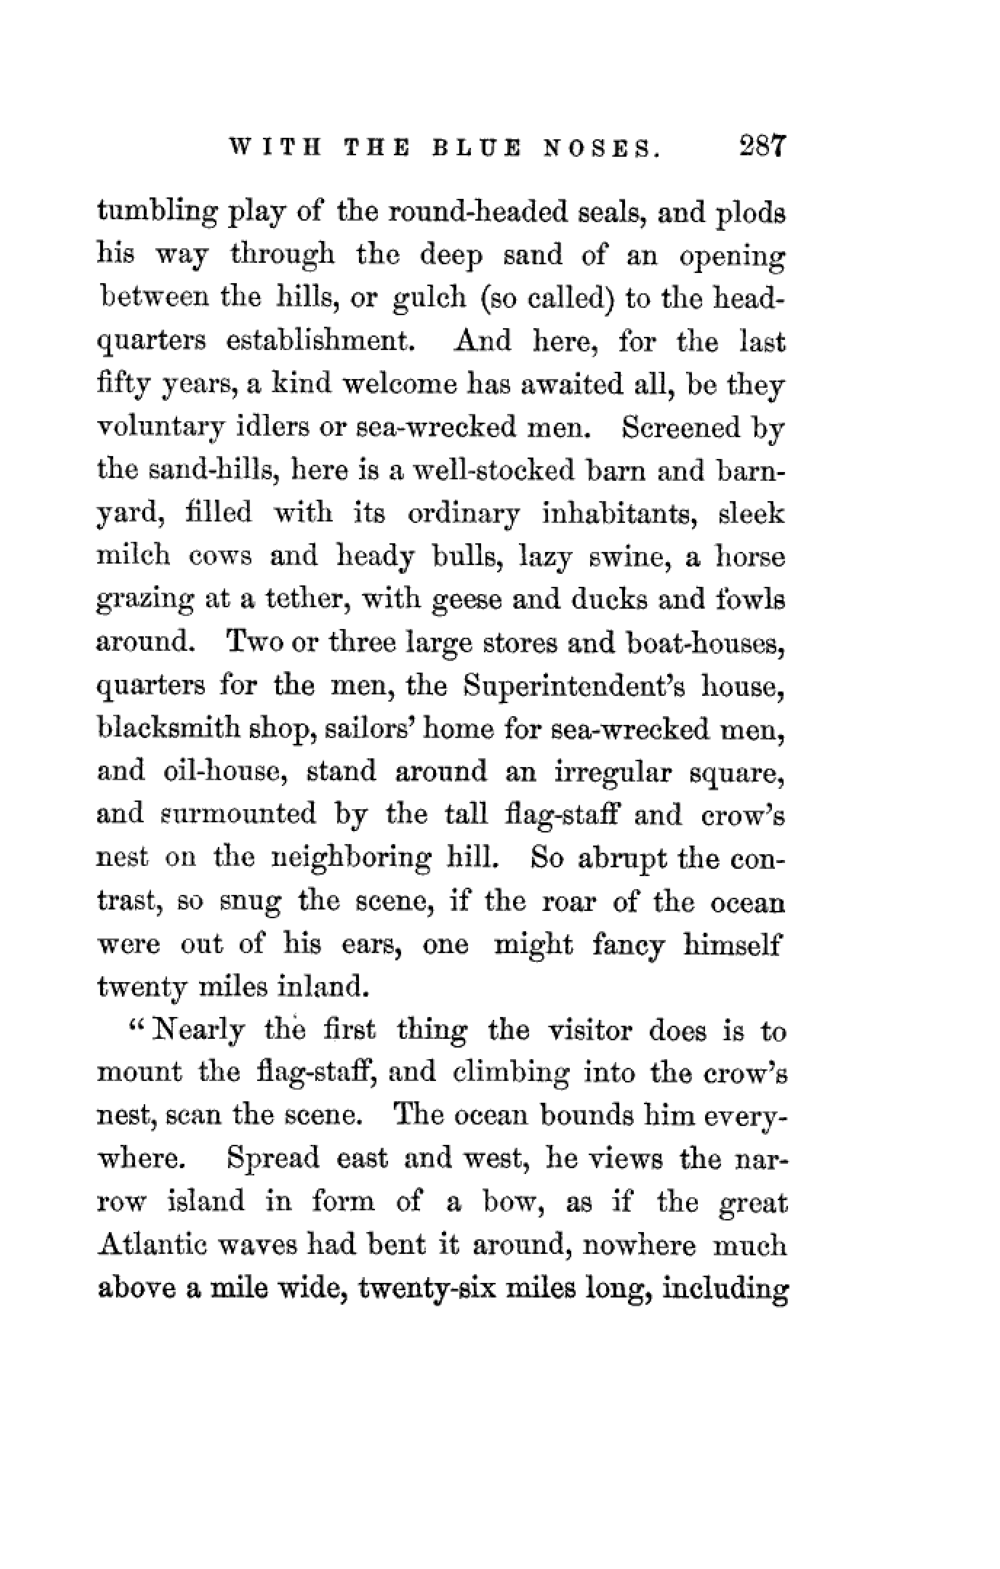 WITH THE BLUE NOSES. 287
tumbling play of the round-headed seals, and plods
his way through the deep sand of an opening
between the hills, or gulch (so called) to the head-
quarters establishment. And here, for the last
fifty years, a kind welcome has awaited all, be they
voluntary idlers or sea-wrecked men. Screened by
the sand-hills, here is a well-stocked barn and barn-
yard, filled with its ordinary inhabitants, sleek
milch cows and heady bulls, lazy swine, a horse
grazing at a tether, with geese and ducks and fowls
around. Two or three large stores and boat-houses,
quarters for the men, the Superintendent's house,
blacksmith shop, sailors' home for sea-wrecked men,
and oil-house, stand around an irregular square,
and surmounted by the tall flag-staff and crow's
nest on the neighboring hill. So abrupt the con-
trast, so snug the scene, if the roar of the ocean
were out of his ears, one might fancy himself
twenty miles inland.
"Nearly the first thing the visitor does is to
mount the flag-staff, and climbing into the crow's
nest, scan the scene. The ocean bounds him every-
where. Spread east and west, he views the nar-
row island in form of a bow, as if the great
Atlantic waves had bent it around, nowhere much
above a mile wide, twenty-six miles long, including